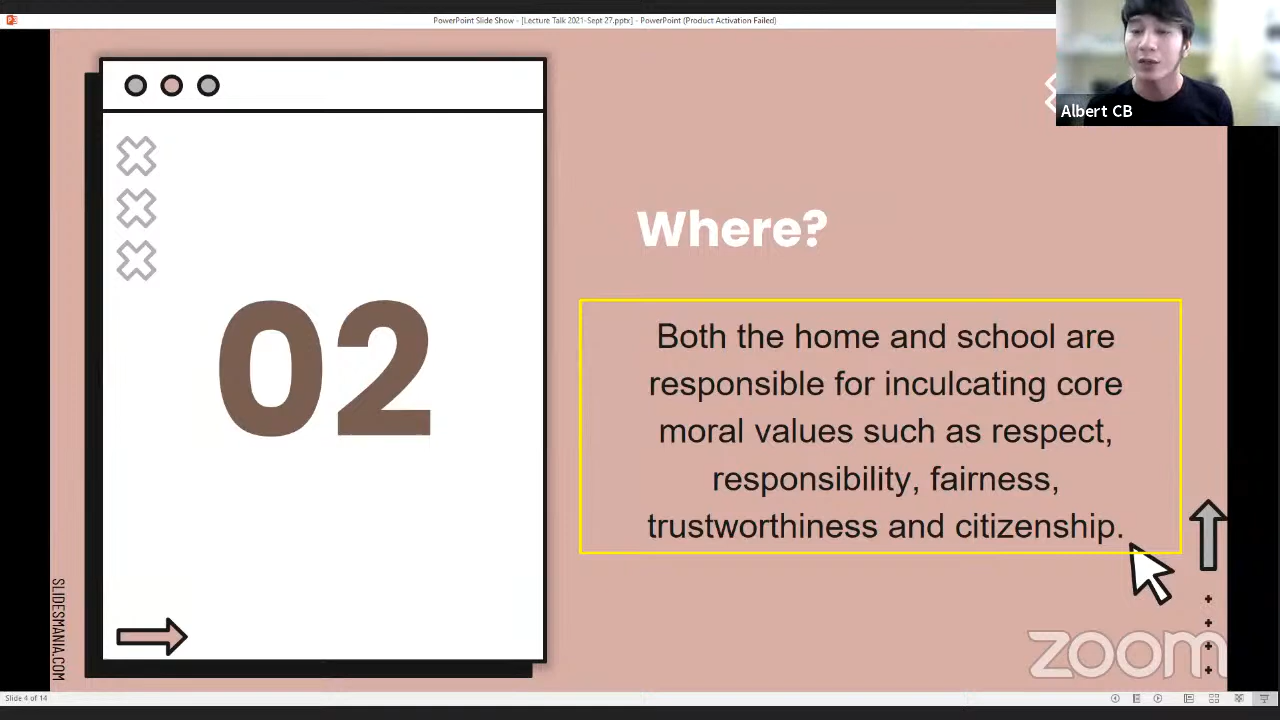 PowerPoint Slide Show - [Lecture Talk 2021-Sept 27.pptx] - PowerPoint (Product Activation Failed)
Albert CB
Where?
02
Both the home and school are
responsible for inculcating core
moral values such as respect,
responsibility, fairness,
trustworthiness and citizenship.
SLIDESMANIA.COM
zoom
Slide 4 of 14